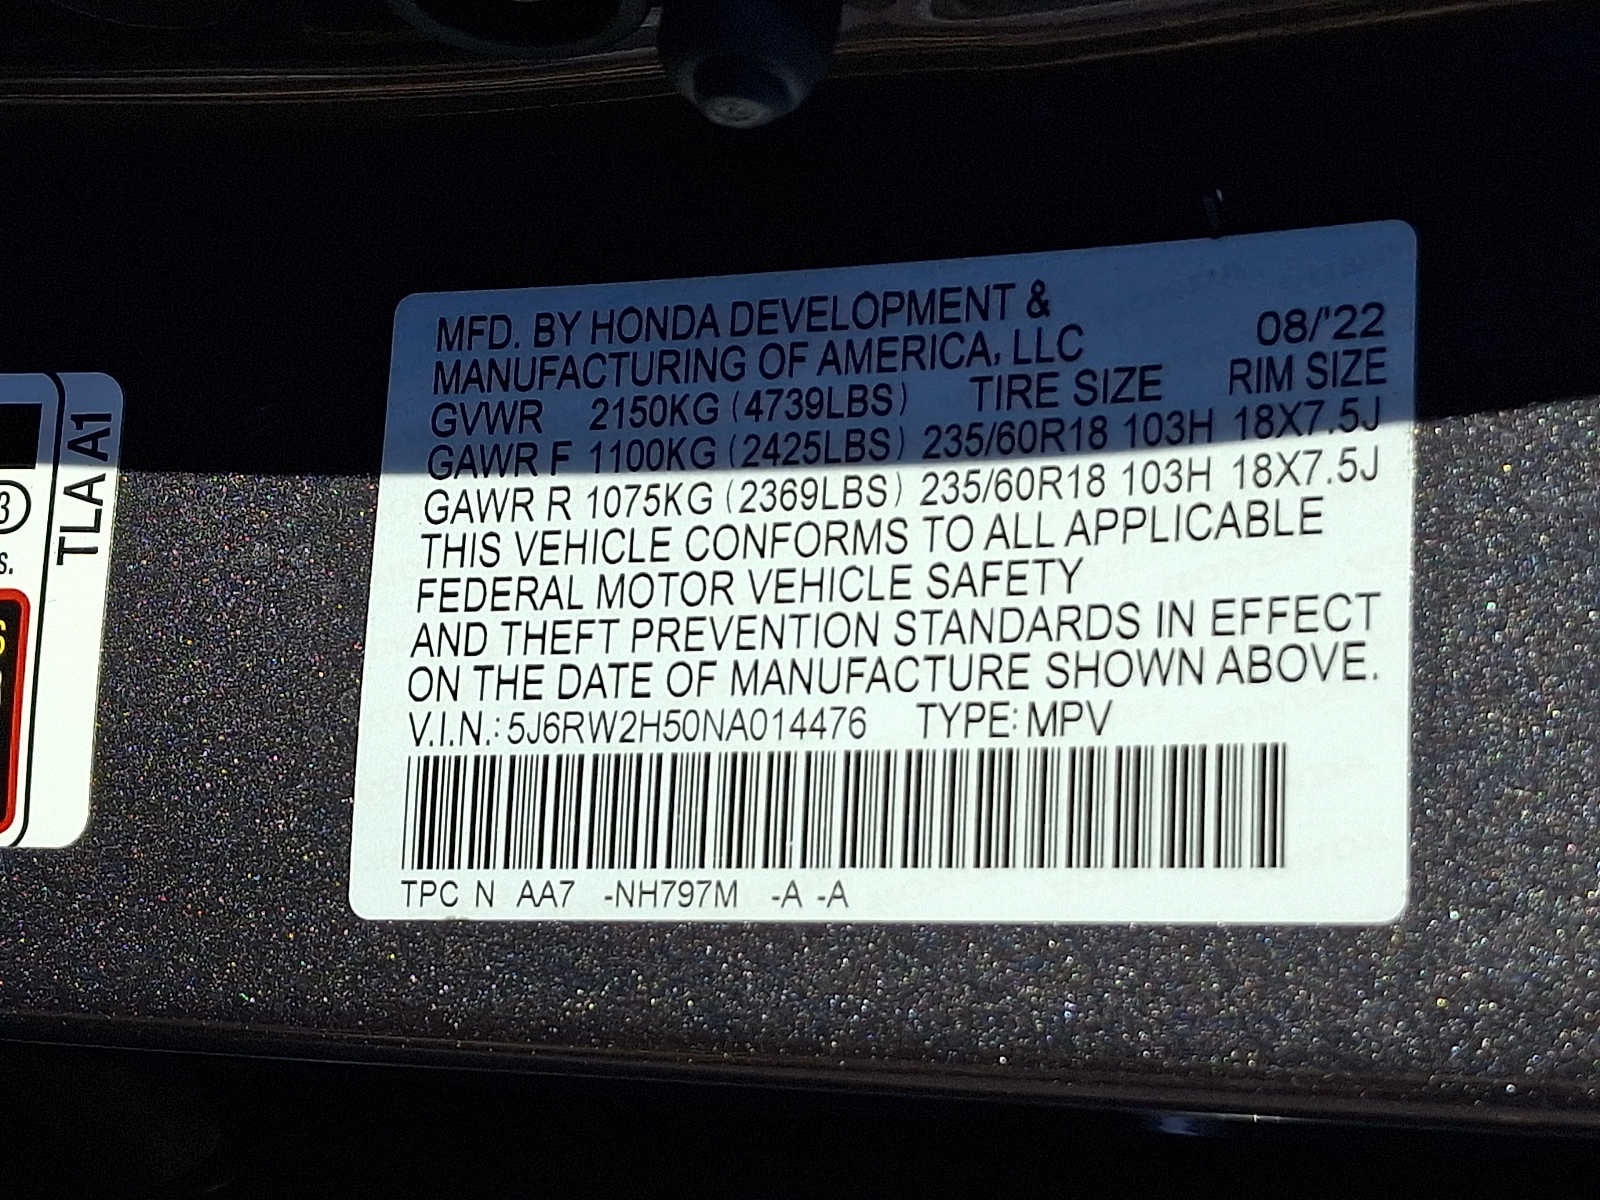 MFD. BY HONDA DEVELOPMENT &
MANUFACTURING OF AMERICA, LLC 08/'22
GVWR 2150KG (4739LBS) TIRE SIZE RIM SIZE
GAWR F 1100KG (2425LBS) 235/60R18 103H 18X7.5J
GAWR R 1075KG (2369LBS) 235/60R18 103H 18X7.5J
THIS VEHICLE CONFORMS TO ALL APPLICABLE
FEDERAL MOTOR VEHICLE SAFETY
AND THEFT PREVENTION STANDARDS IN EFFECT
ON THE DATE OF MANUFACTURE SHOWN ABOVE.
V.I.N.: 5J6RW2H50NA014476 TYPE: MPV
TPC N AA7 -NH797M -A -A
TLA A1
3
s.